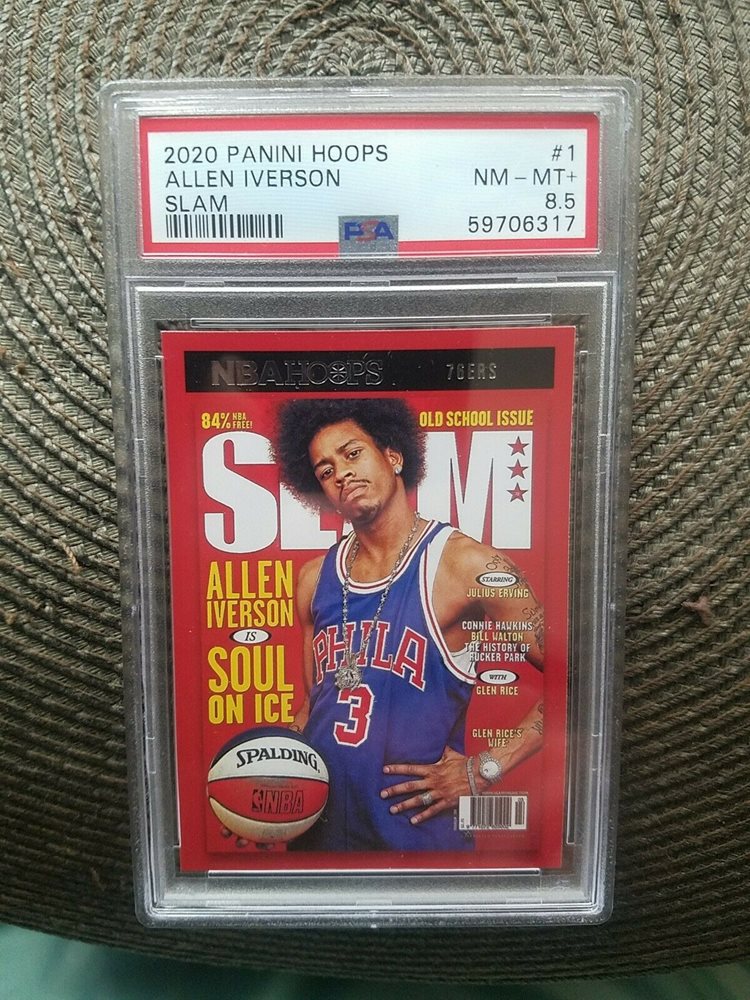 2020 PANINI HOOPS #1
ALLEN IVERSON NM - MT+
SLAM 8.5
PSA 59706317
NBA HOOPS 76ERS
84% NBA FREE!
OLD SCHOOL ISSUE
SLAM
ALLEN
IVERSON
IS
SOUL
ON ICE
STARRING
JULIUS ERVING
CONNIE HAWKINS
BILL WALTON
THE HISTORY OF
RUCKER PARK
WITH
GLEN RICE
GLEN RICE'S
WIFE
PHILA
3
SPALDING
NBA